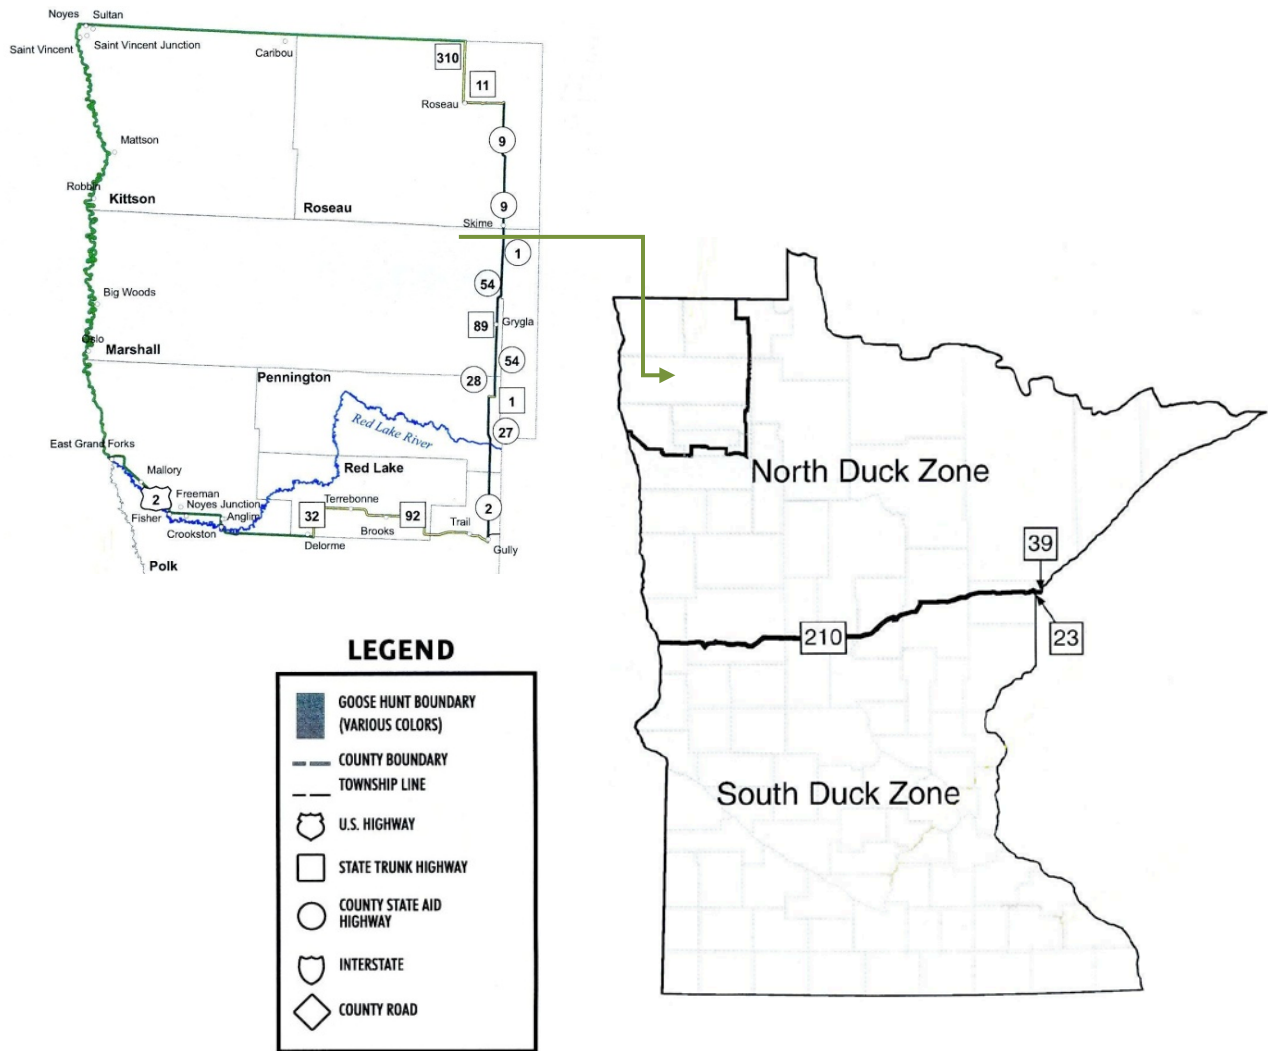 Noyes
Sultan
Saint Vincent
Saint Vincent Junction
Caribou
310
11
Roseau
9
Mattson
Robbin
Kittson
Roseau
9
Skime
1
54
Big Woods
89
Grygla
Oslo
Marshall
54
Pennington
28
1
Red Lake River
27
East Grand Forks
Mallory
Red Lake
2
Freeman
Noyes Junction
Terrebonne
Fisher
Anglim
32
92
2
Crookston
Brooks
Trail
Delorme
Gully
Polk
North Duck Zone
39
210
23
South Duck Zone
LEGEND
GOOSE HUNT BOUNDARY
(VARIOUS COLORS)
COUNTY BOUNDARY
TOWNSHIP LINE
U.S. HIGHWAY
STATE TRUNK HIGHWAY
COUNTY STATE AID
HIGHWAY
INTERSTATE
COUNTY ROAD